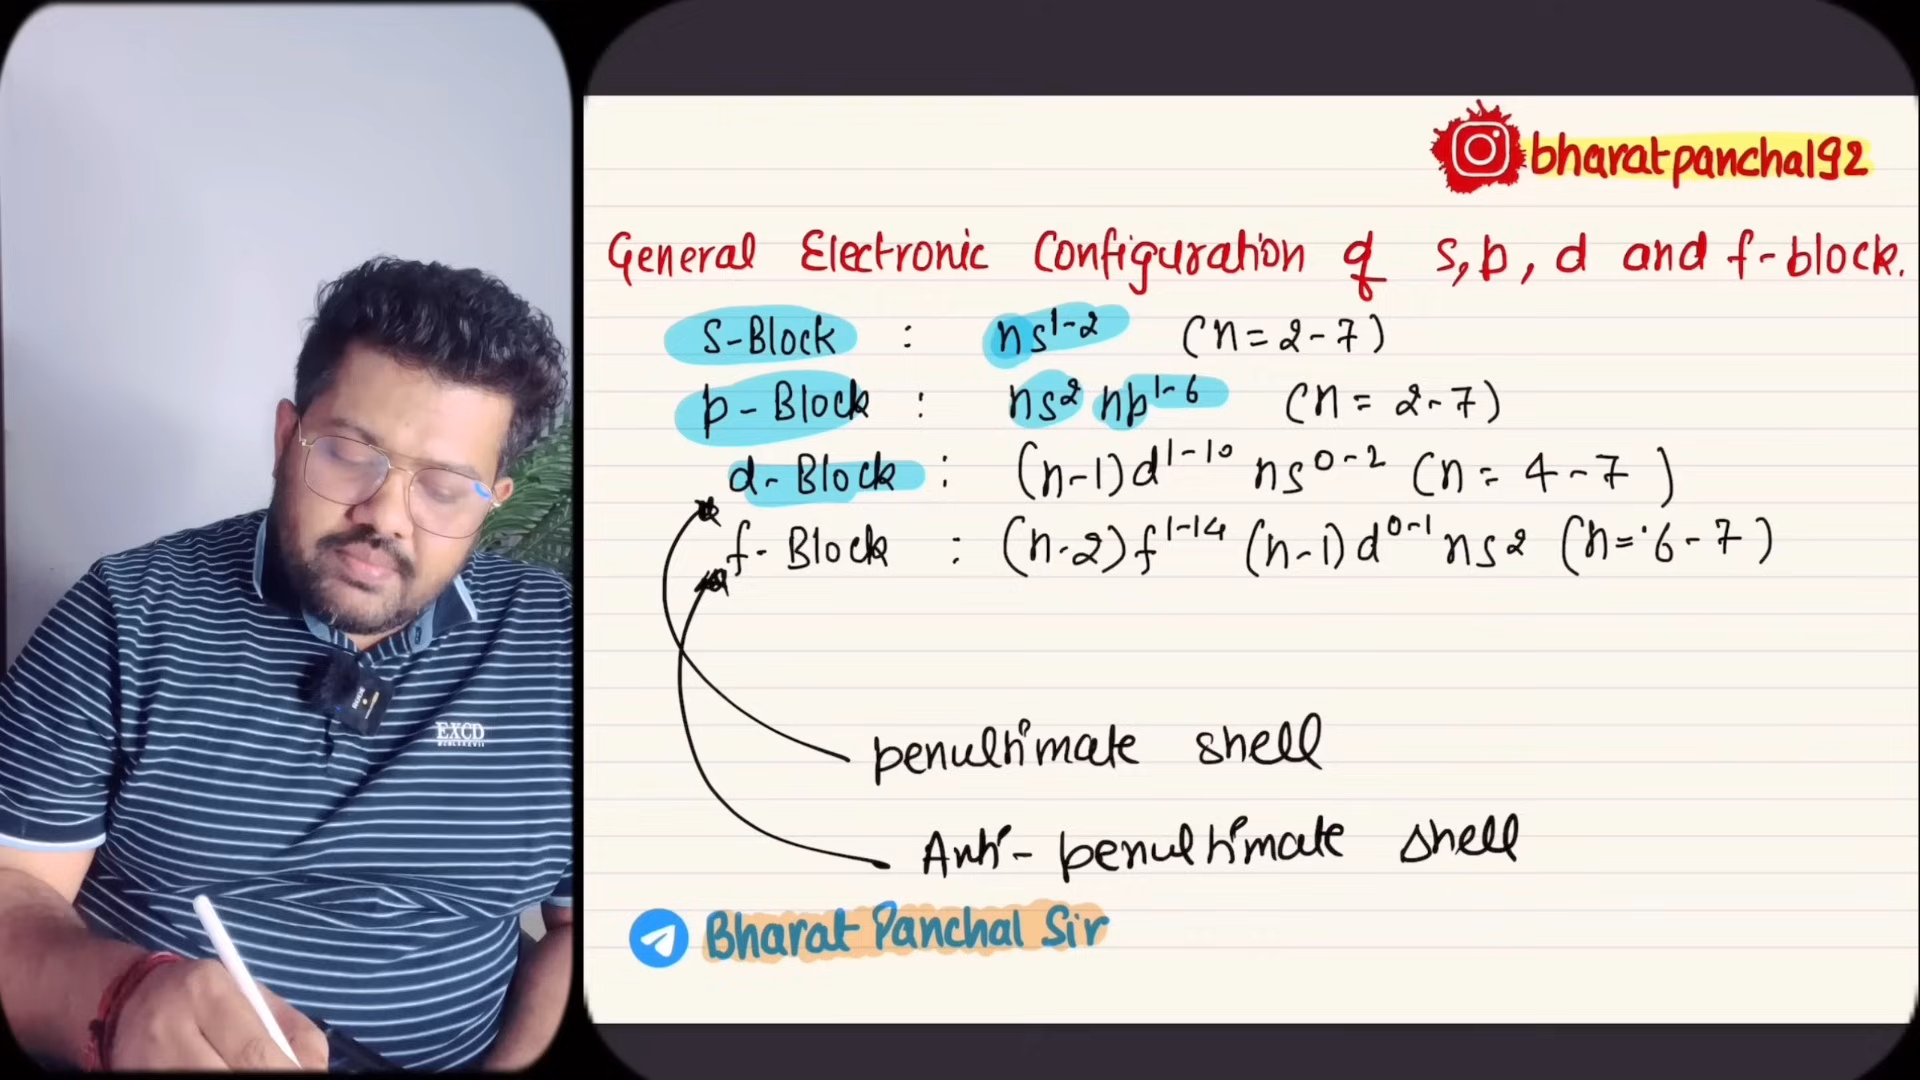 bharatpanchal92
General Electronic Configuration of s, p, d and f-block.
S-Block : ns¹⁻² (n=2-7)
p-Block : ns² np¹⁻⁶ (n=2-7)
d-Block : (n-1)d¹⁻¹⁰ ns⁰⁻² (n=4-7)
f-Block : (n-2)f¹⁻¹⁴ (n-1)d⁰⁻¹ ns2 (n=6-7)
penultimate shell
Anti-penultimate shell
Bharat Panchal Sir
EXCD